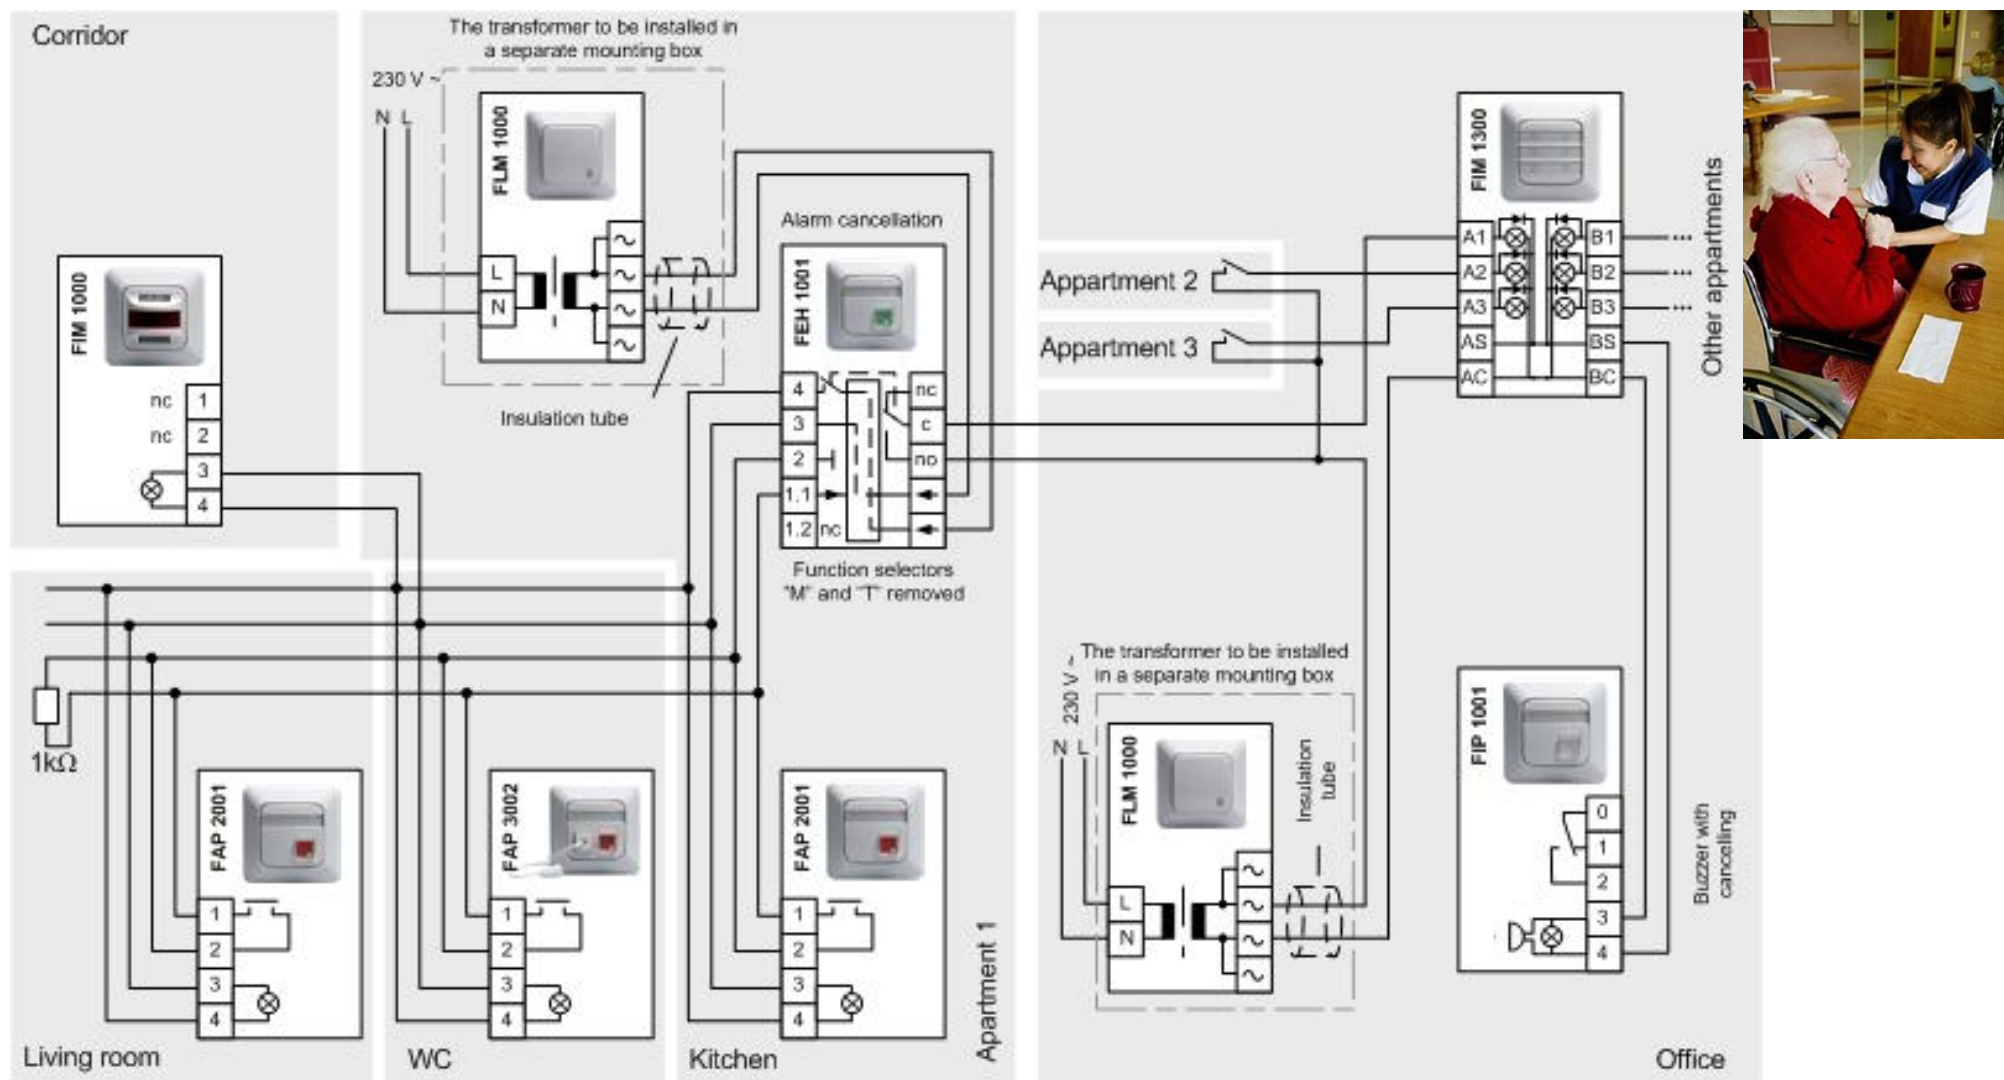 Corridor
The transformer to be installed in
a separate mounting box
230 V ~
N L
FLM 1000
L
N
Insulation tube
FIM 1000
nc 1
nc 2
3
4
Alarm cancellation
FEH 1001
4 nc
3 c
2 no
1.1
1.2 nc
Function selectors
"M" and "T" removed
Appartment 2
Appartment 3
FIM 1300
A1 B1 ...
A2 B2 ...
A3 B3 ...
AS BS
AC BC
Other appartments
1kΩ
FAP 2001
1
2
3
4
Living room
FAP 3002
1
2
3
4
WC
FAP 2001
1
2
3
4
Kitchen
Apartment 1
The transformer to be installed
in a separate mounting box
230 V ~
N L
FLM 1000
L
N
Insulation
tube
FIP 1001
0
1
2
3
4
Buzzer with
canceling
Office